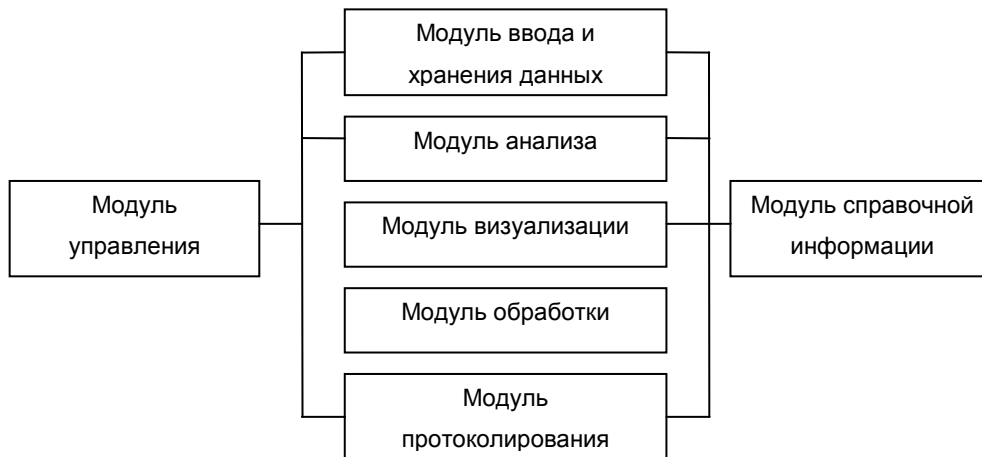 Модуль ввода и
хранения данных
Модуль анализа
Модуль
управления
Модуль визуализации
Модуль справочной
информации
Модуль обработки
Модуль
протоколирования